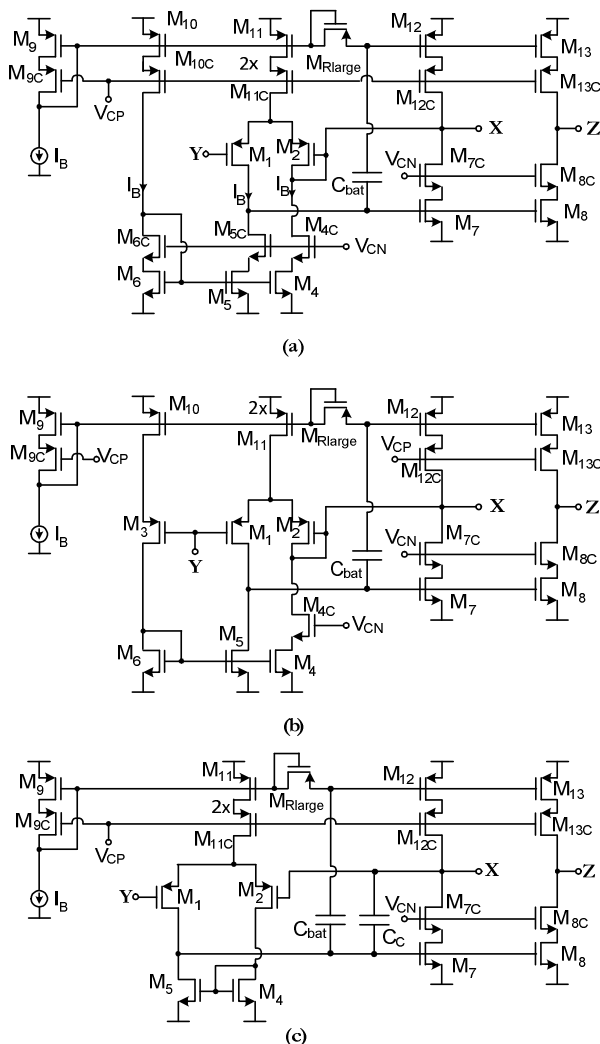 M9 M10 M11 MRlarge M12 M13
M9C M10C 2x M11C M12C M13C
VCP
IB
Y M1 M2 X Z
IB IB IB
Cbat VCN M7C M8C
M6C M5C M4C VCN M7 M8
M6 M5 M4
(a)
M9 M10 2x M11 MRlarge M12 M13
M9C VCP VCP M12C M13C
IB
M3 M1 M2 X Z
Y
Cbat VCN M7C M8C
M4C VCN M7 M8
M6 M5 M4
(b)
M9 M11 MRlarge M12 M13
M9C 2x M11C M12C M13C
VCP
IB
Y M1 M2 X Z
Cbat CC VCN M7C M8C
M5 M4 M7 M8
(c)